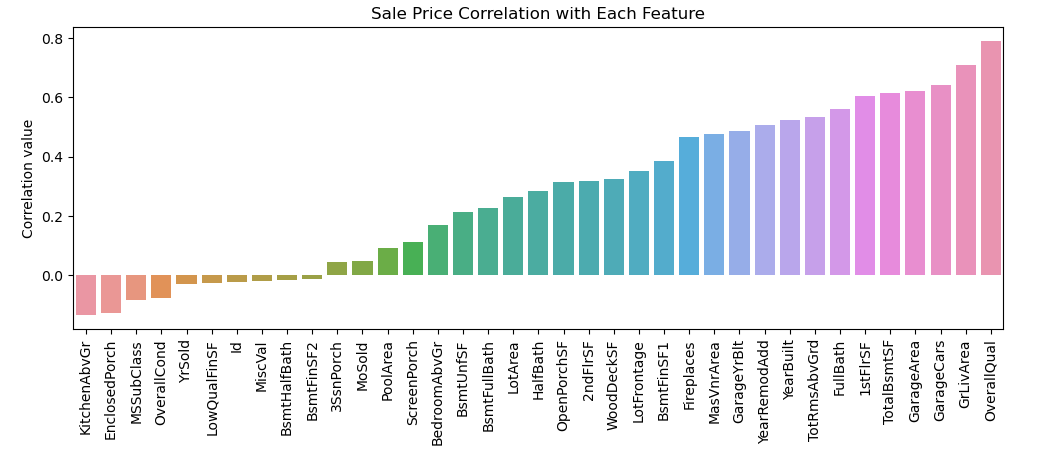 Sale Price Correlation with Each Feature
Correlation value
0.8
0.6
0.4
0.2
0.0
KitchenAbvGr
EnclosedPorch
MSSubClass
OverallCond
YrSold
LowQualFinSF
Id
MiscVal
BsmtHalfBath
BsmtFinSF2
3SsnPorch
MoSold
PoolArea
ScreenPorch
BedroomAbvGr
BsmtUnfSF
BsmtFullBath
LotArea
HalfBath
OpenPorchSF
2ndFlrSF
WoodDeckSF
LotFrontage
BsmtFinSF1
Fireplaces
MasVnrArea
GarageYrBlt
YearRemodAdd
YearBuilt
TotRmsAbvGrd
FullBath
1stFlrSF
TotalBsmtSF
GarageArea
GarageCars
GrLivArea
OverallQual